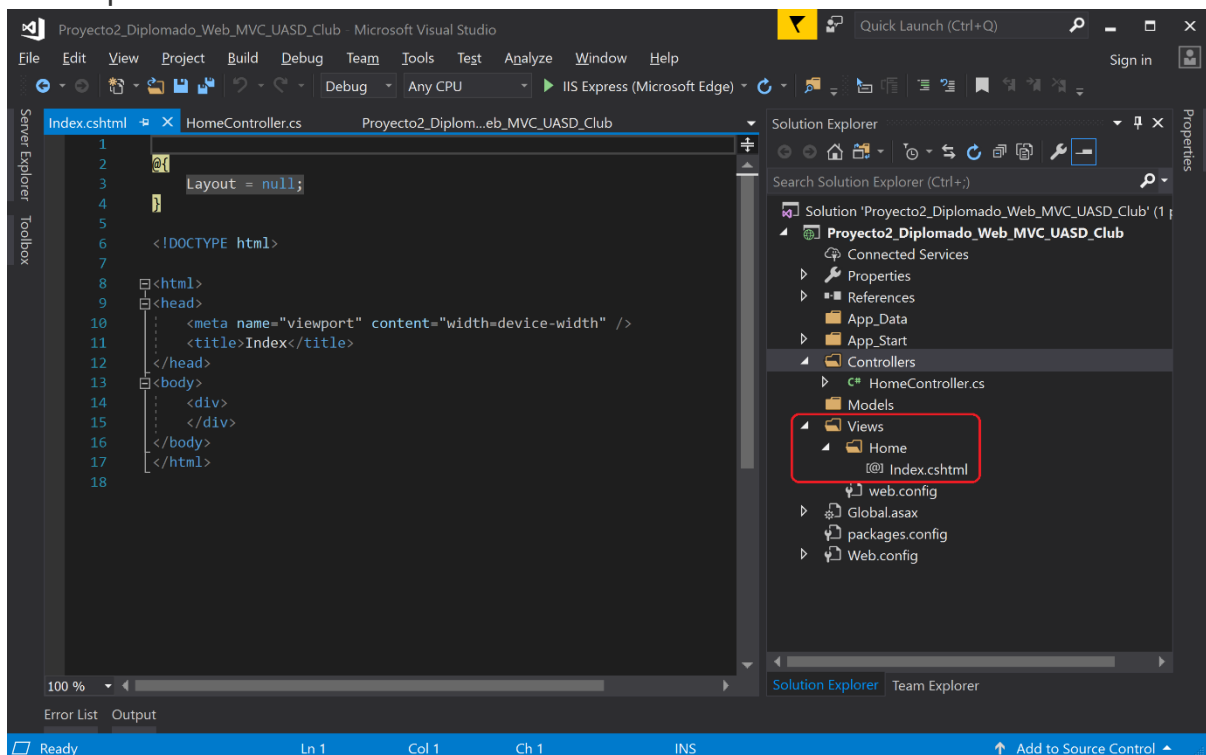 Proyecto2_Diplomado_Web_MVC_UASD_Club - Microsoft Visual Studio
Quick Launch (Ctrl+Q)
File Edit View Project Build Debug Team Tools Test Analyze Window Help
Sign in
Debug Any CPU IIS Express (Microsoft Edge)
Server Explorer
Toolbox
Index.cshtml HomeController.cs Proyecto2_Diplom...eb_MVC_UASD_Club
1
2 @{
3 Layout = null;
4 }
5
6 <!DOCTYPE html>
7
8 <html>
9 <head>
10 <meta name="viewport" content="width=device-width" />
11 <title>Index</title>
12 </head>
13 <body>
14 <div>
15 </div>
16 </body>
17 </html>
18
100 %
Solution Explorer
Search Solution Explorer (Ctrl+;)
Solution 'Proyecto2_Diplomado_Web_MVC_UASD_Club' (1 p
Proyecto2_Diplomado_Web_MVC_UASD_Club
Connected Services
Properties
References
App_Data
App_Start
Controllers
C# HomeController.cs
Models
Views
Home
[@] Index.cshtml
web.config
Global.asax
packages.config
Web.config
Solution Explorer Team Explorer
Properties
Error List Output
Ready Ln 1 Col 1 Ch 1 INS Add to Source Control